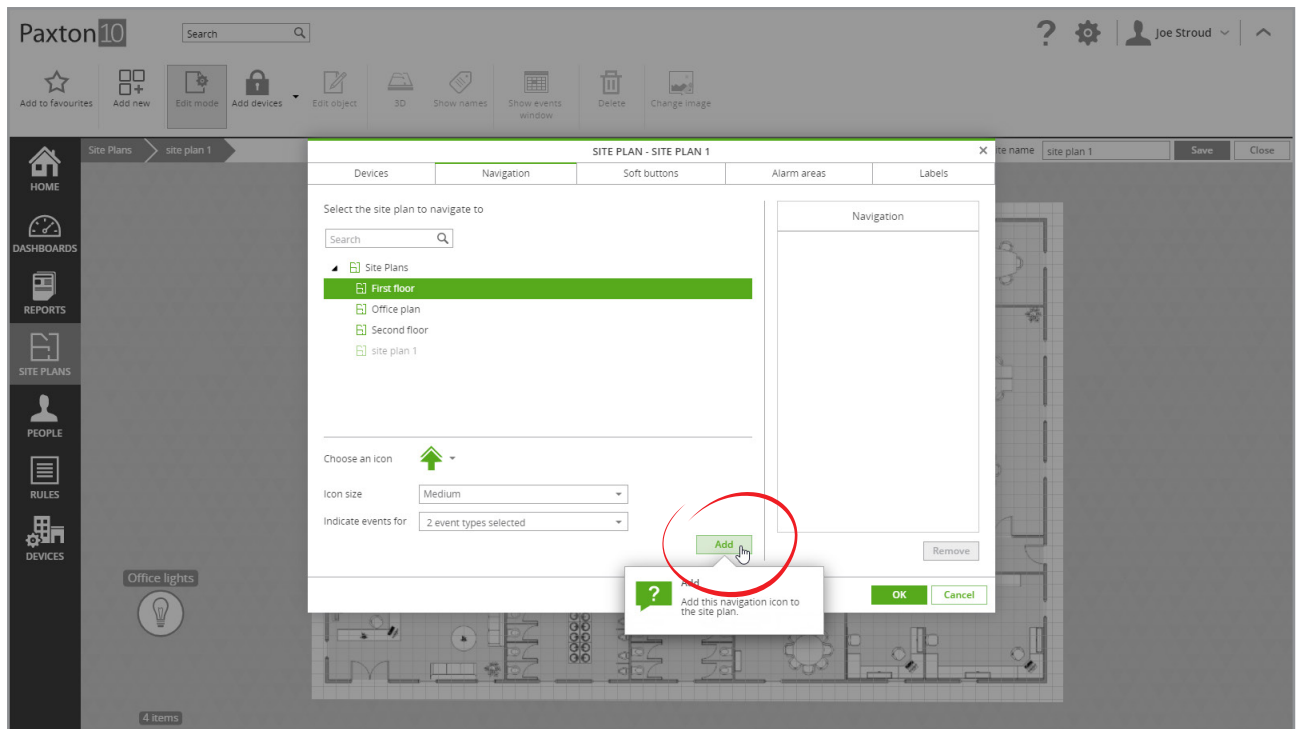 Paxton10
Search
Joe Stroud
Add to favourites
Add new
Edit mode
Add devices
Edit object
3D
Show names
Show events
window
Delete
Change image
Site Plans
site plan 1
SITE PLAN - SITE PLAN 1
ite name
site plan 1
Save
Close
HOME
DASHBOARDS
REPORTS
SITE PLANS
PEOPLE
RULES
DEVICES
Devices
Navigation
Soft buttons
Alarm areas
Labels
Select the site plan to navigate to
Search
Site Plans
First floor
Office plan
Second floor
site plan 1
Navigation
Choose an icon
Icon size
Medium
Indicate events for
2 event types selected
Add
Remove
Add
Add this navigation icon to
the site plan.
OK
Cancel
Office lights
4 items